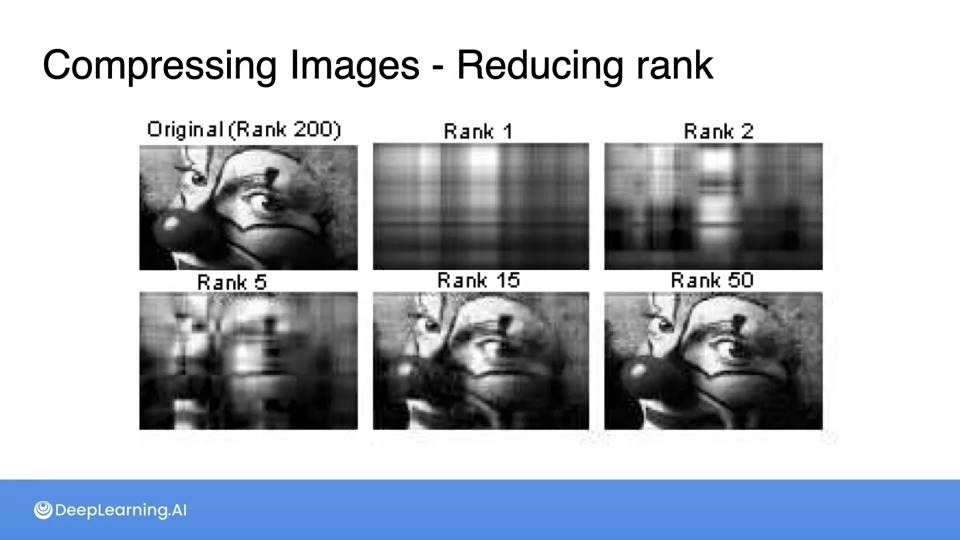 Compressing Images - Reducing rank
Original (Rank 200)
Rank 1
Rank 2
Rank 5
Rank 15
Rank 50
DeepLearning.AI